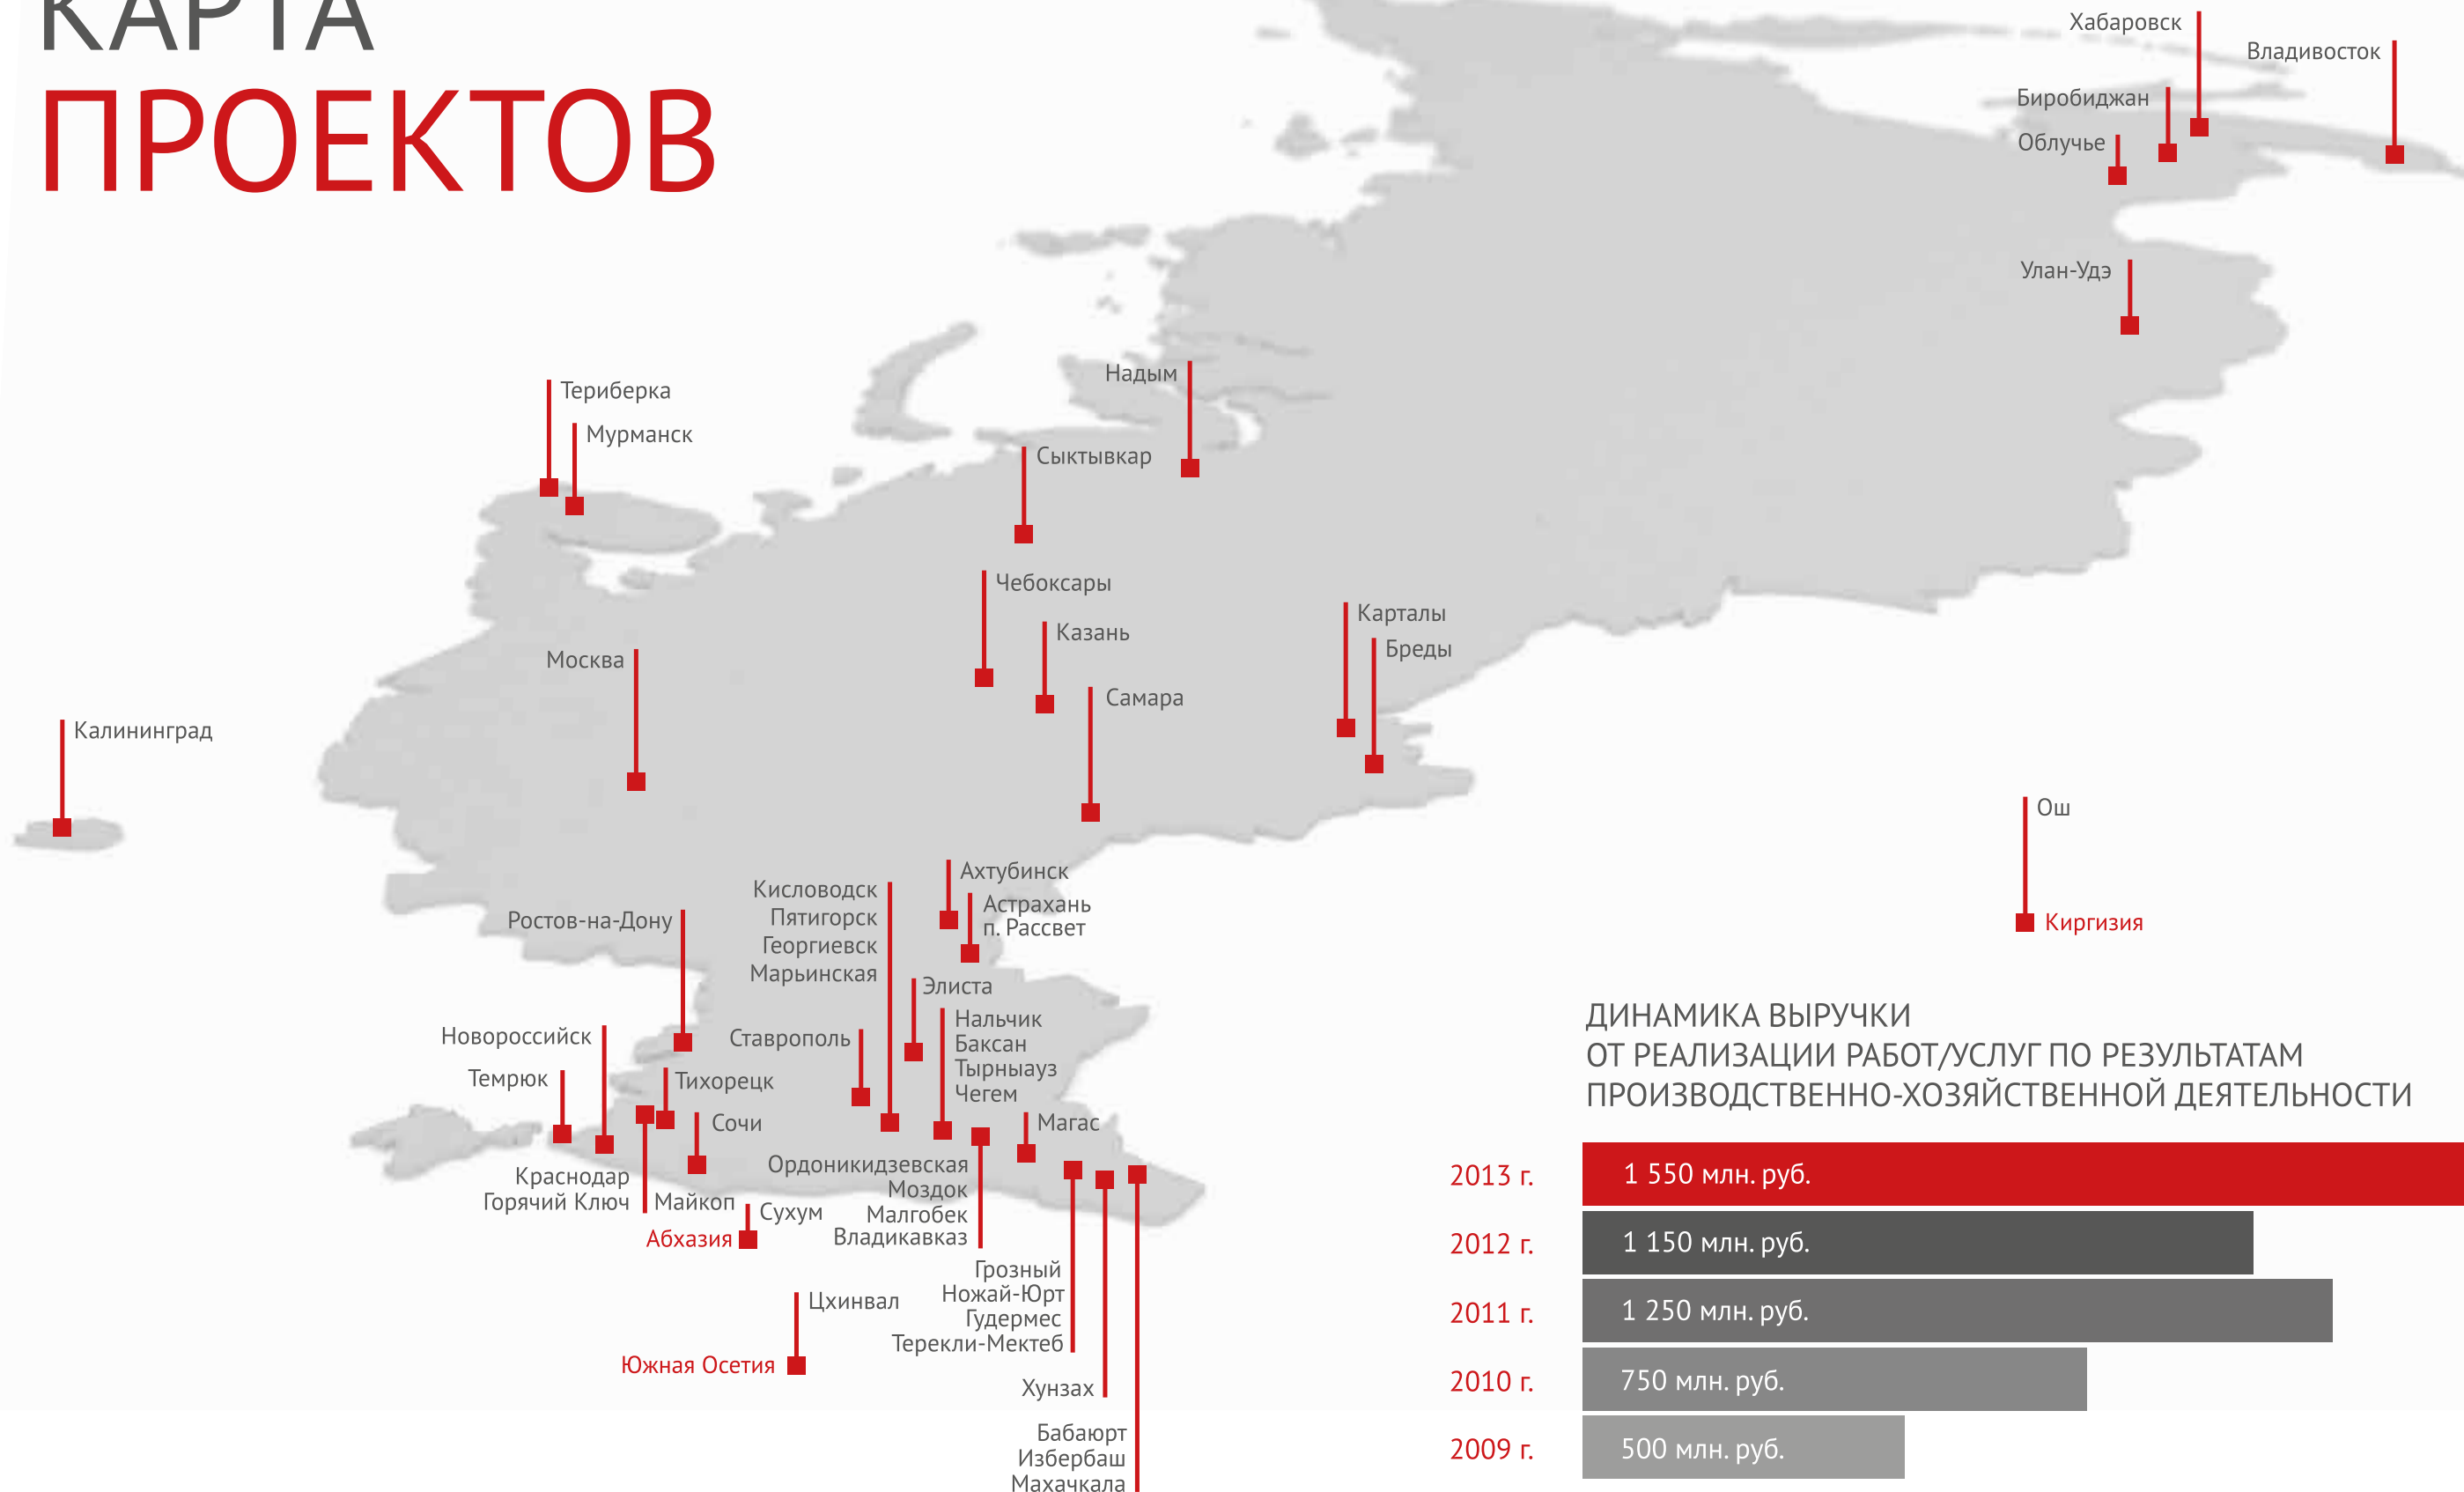 КАРТА
ПРОЕКТОВ
Хабаровск
Владивосток
Биробиджан
Облучье
Улан-Удэ
Надым
Териберка
Мурманск
Сыктывкар
Чебоксары
Казань
Карталы
Бреды
Москва
Самара
Калининград
Ош
Киргизия
Ахтубинск
Астрахань
п. Рассвет
Кисловодск
Пятигорск
Георгиевск
Марьинская
Ростов-на-Дону
Элиста
Нальчик
Баксан
Тырныауз
Чегем
Ставрополь
Новороссийск
Темрюк
Тихорецк
Сочи
Магас
Краснодар
Горячий Ключ
Майкоп
Сухум
Абхазия
Ордоникидзевская
Моздок
Малгобек
Владикавказ
Грозный
Ножай-Юрт
Гудермес
Терекли-Мектеб
Цхинвал
Южная Осетия
Хунзах
Бабаюрт
Избербаш
Махачкала
ДИНАМИКА ВЫРУЧКИ
ОТ РЕАЛИЗАЦИИ РАБОТ/УСЛУГ ПО РЕЗУЛЬТАТАМ
ПРОИЗВОДСТВЕННО-ХОЗЯЙСТВЕННОЙ ДЕЯТЕЛЬНОСТИ
2013 г. 1 550 млн. руб.
2012 г. 1 150 млн. руб.
2011 г. 1 250 млн. руб.
2010 г. 750 млн. руб.
2009 г. 500 млн. руб.